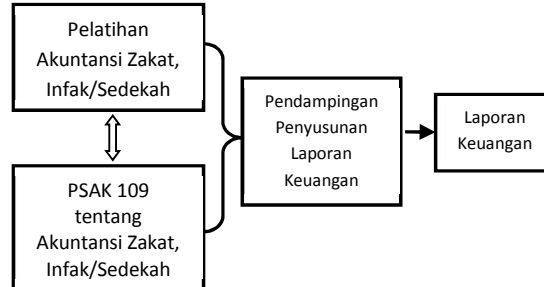 Pelatihan
Akuntansi Zakat,
Infak/Sedekah
PSAK 109
tentang
Akuntansi Zakat,
Infak/Sedekah
Pendampingan
Penyusunan
Laporan
Keuangan
Laporan
Keuangan